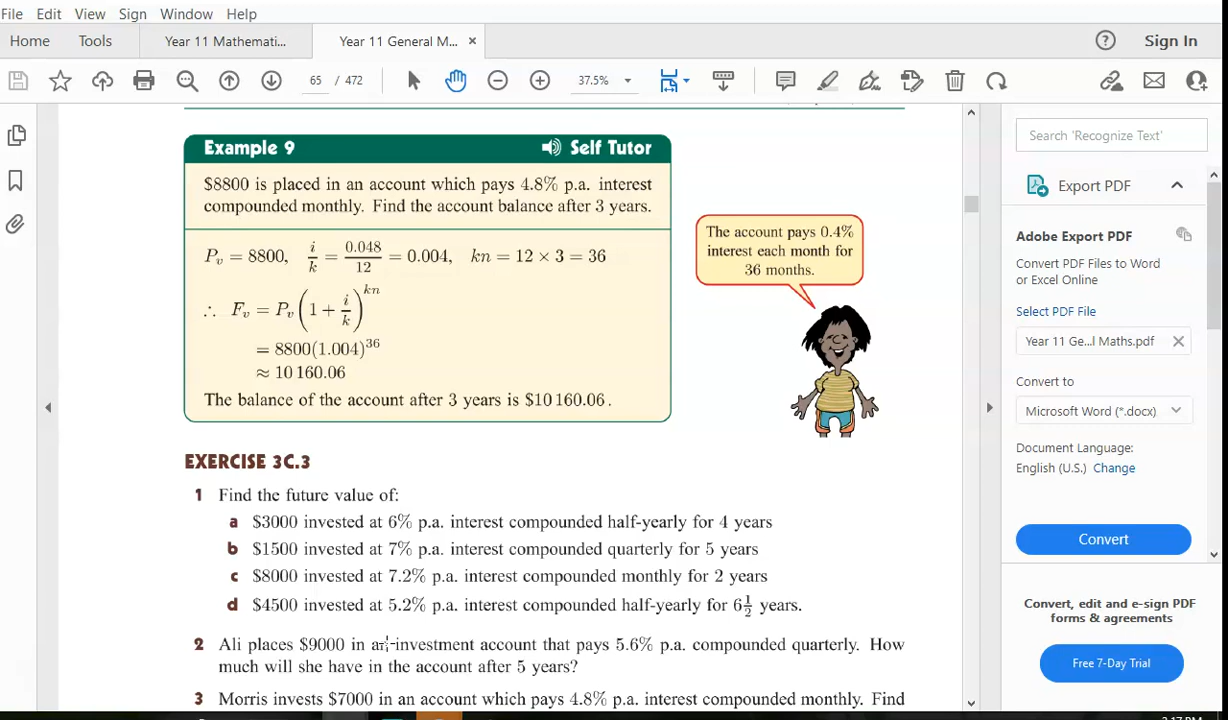 File Edit View Sign Window Help
Home Tools Year 11 Mathemati... Year 11 General M... × ? Sign In
65 / 472 37.5%
Example 9 Self Tutor
$8800 is placed in an account which pays 4.8% p.a. interest
compounded monthly. Find the account balance after 3 years.
P_v = 8800, i/k = 0.048/12 = 0.004, kn = 12 × 3 = 36
∴ F_v = P_v(1 + i/k)^kn
= 8800(1.004)^36
≈ 10 160.06
The balance of the account after 3 years is $10 160.06.
The account pays 0.4%
interest each month for
36 months.
EXERCISE 3C.3
1 Find the future value of:
a $3000 invested at 6% p.a. interest compounded half-yearly for 4 years
b $1500 invested at 7% p.a. interest compounded quarterly for 5 years
c $8000 invested at 7.2% p.a. interest compounded monthly for 2 years
d $4500 invested at 5.2% p.a. interest compounded half-yearly for 6 1/2 years.
2 Ali places $9000 in an investment account that pays 5.6% p.a. compounded quarterly. How
much will she have in the account after 5 years?
3 Morris invests $7000 in an account which pays 4.8% p.a. interest compounded monthly. Find
Search 'Recognize Text'
Export PDF
Adobe Export PDF
Convert PDF Files to Word
or Excel Online
Select PDF File
Year 11 Ge...l Maths.pdf ×
Convert to
Microsoft Word (*.docx)
Document Language:
English (U.S.) Change
Convert
Convert, edit and e-sign PDF
forms & agreements
Free 7-Day Trial